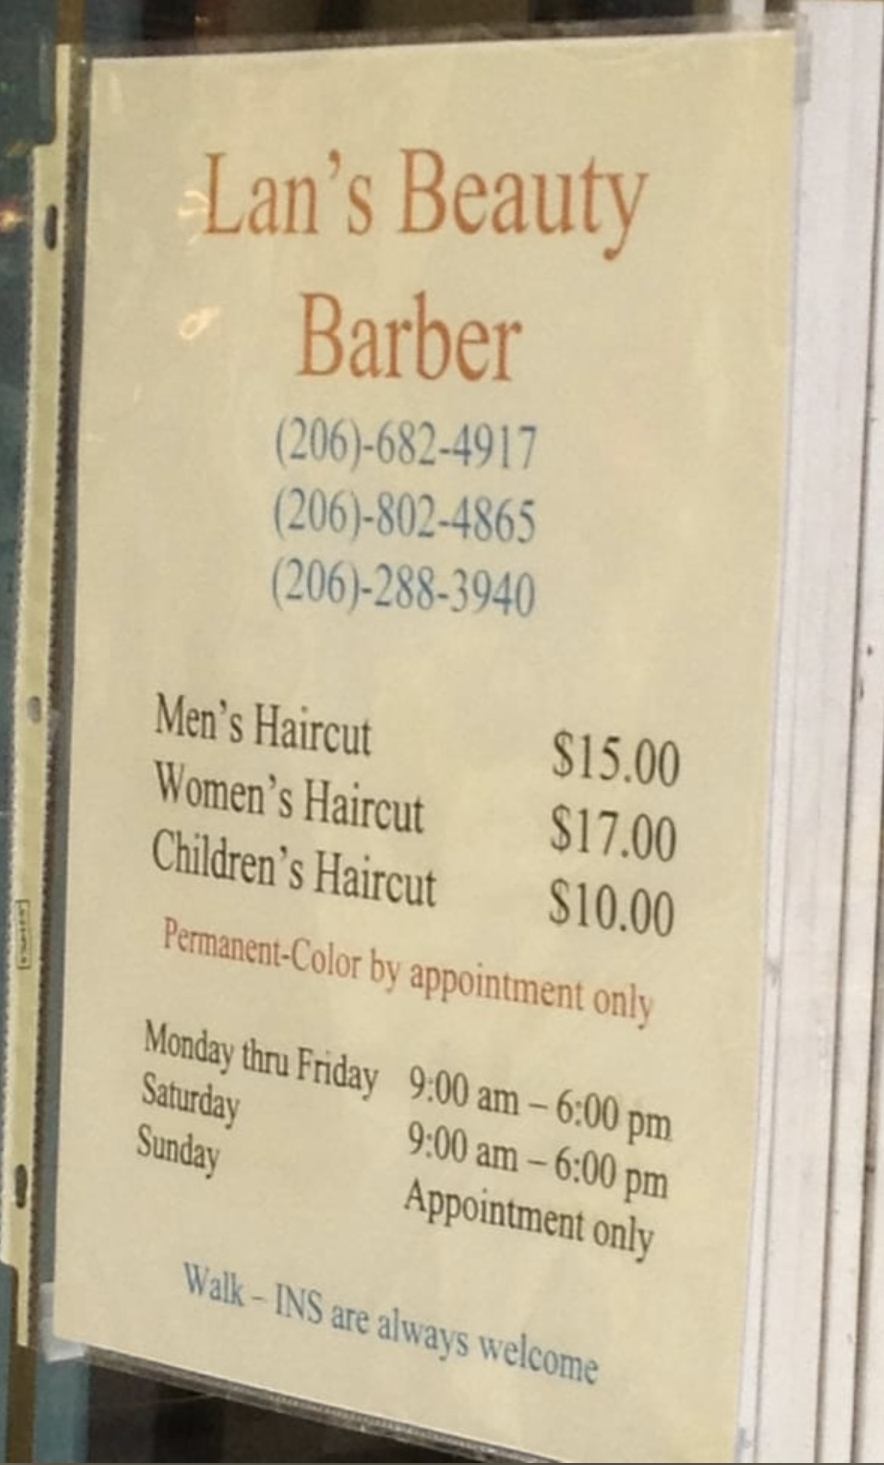 Lan's Beauty
Barber
(206)-682-4917
(206)-802-4865
(206)-288-3940
Men's Haircut $15.00
Women's Haircut $17.00
Children's Haircut $10.00
Permanent-Color by appointment only
Monday thru Friday 9:00 am – 6:00 pm
Saturday 9:00 am – 6:00 pm
Sunday Appointment only
Walk – INS are always welcome